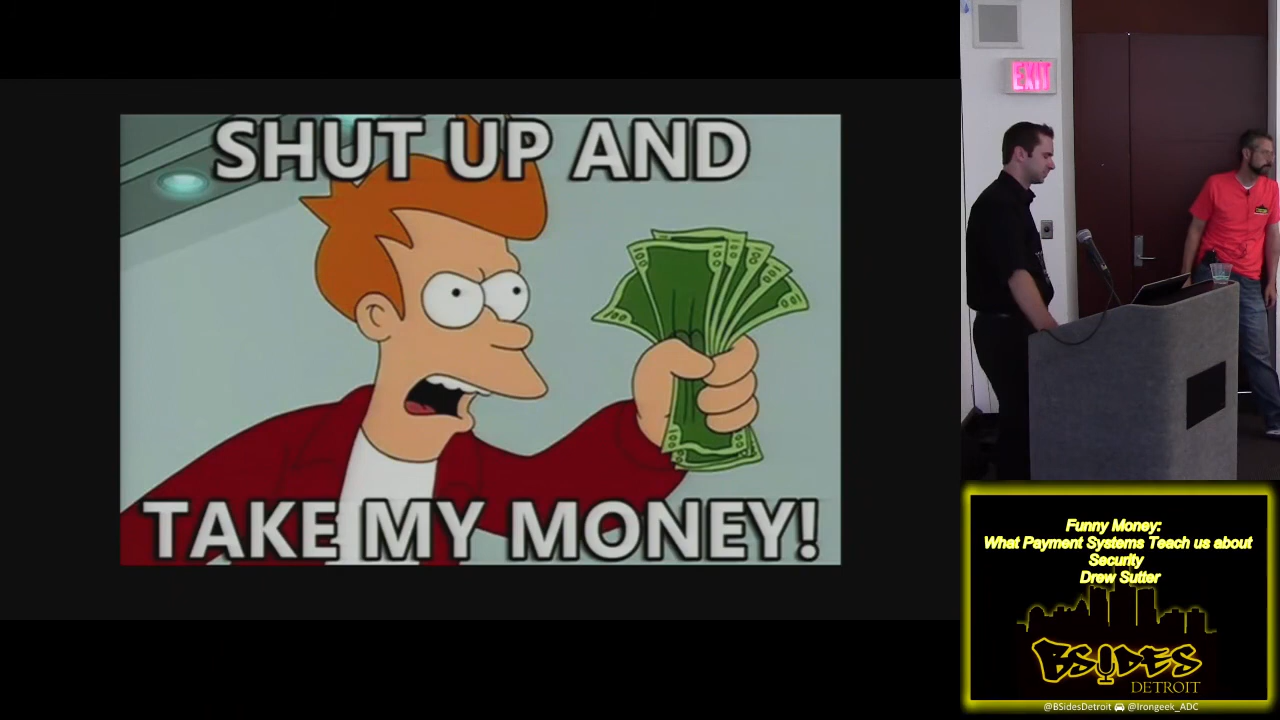 SHUT UP AND
TAKE MY MONEY!
EXIT
Funny Money:
What Payment Systems Teach us about
Security
Drew Sutter
BSIDES
DETROIT
@BSidesDetroit @Irongeek_ADC